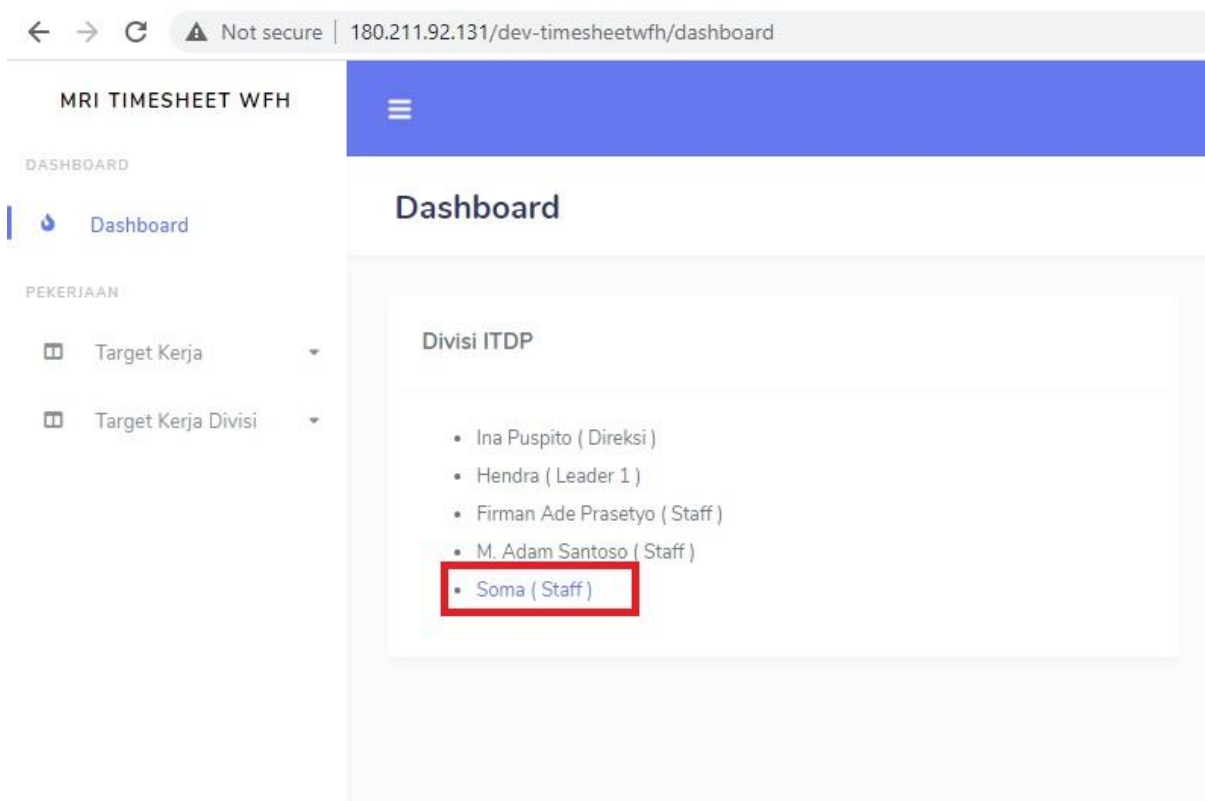 Not secure | 180.211.92.131/dev-timesheetwfh/dashboard
MRI TIMESHEET WFH
DASHBOARD
Dashboard
PEKERJAAN
Target Kerja
Target Kerja Divisi
Dashboard
Divisi ITDP
• Ina Puspito ( Direksi )
• Hendra ( Leader 1 )
• Firman Ade Prasetyo ( Staff )
• M. Adam Santoso ( Staff )
• Soma ( Staff )